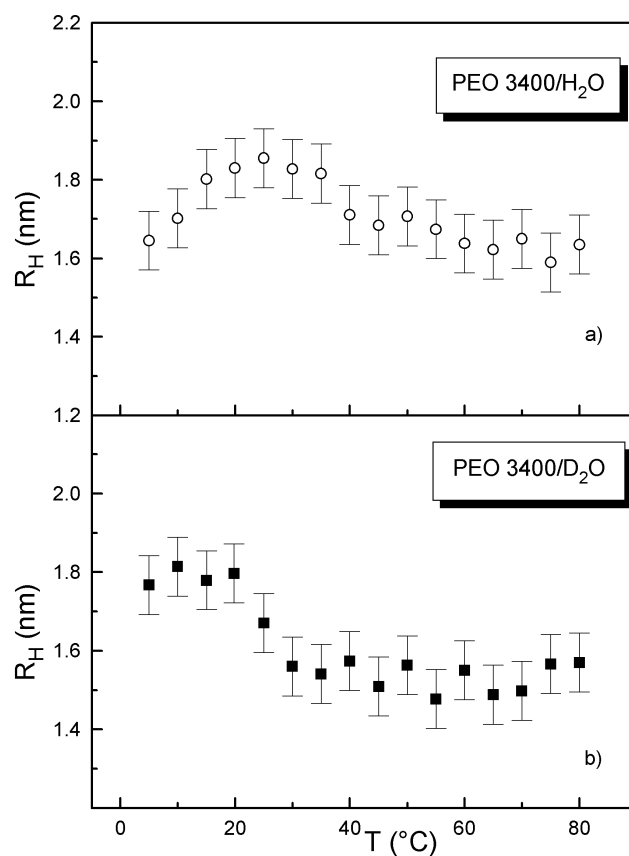 2.2
2.0
1.8
1.6
1.4
1.2
R_H (nm)
PEO 3400/H₂O
a)
2.0
1.8
1.6
1.4
R_H (nm)
PEO 3400/D₂O
b)
0 20 40 60 80
T (°C)